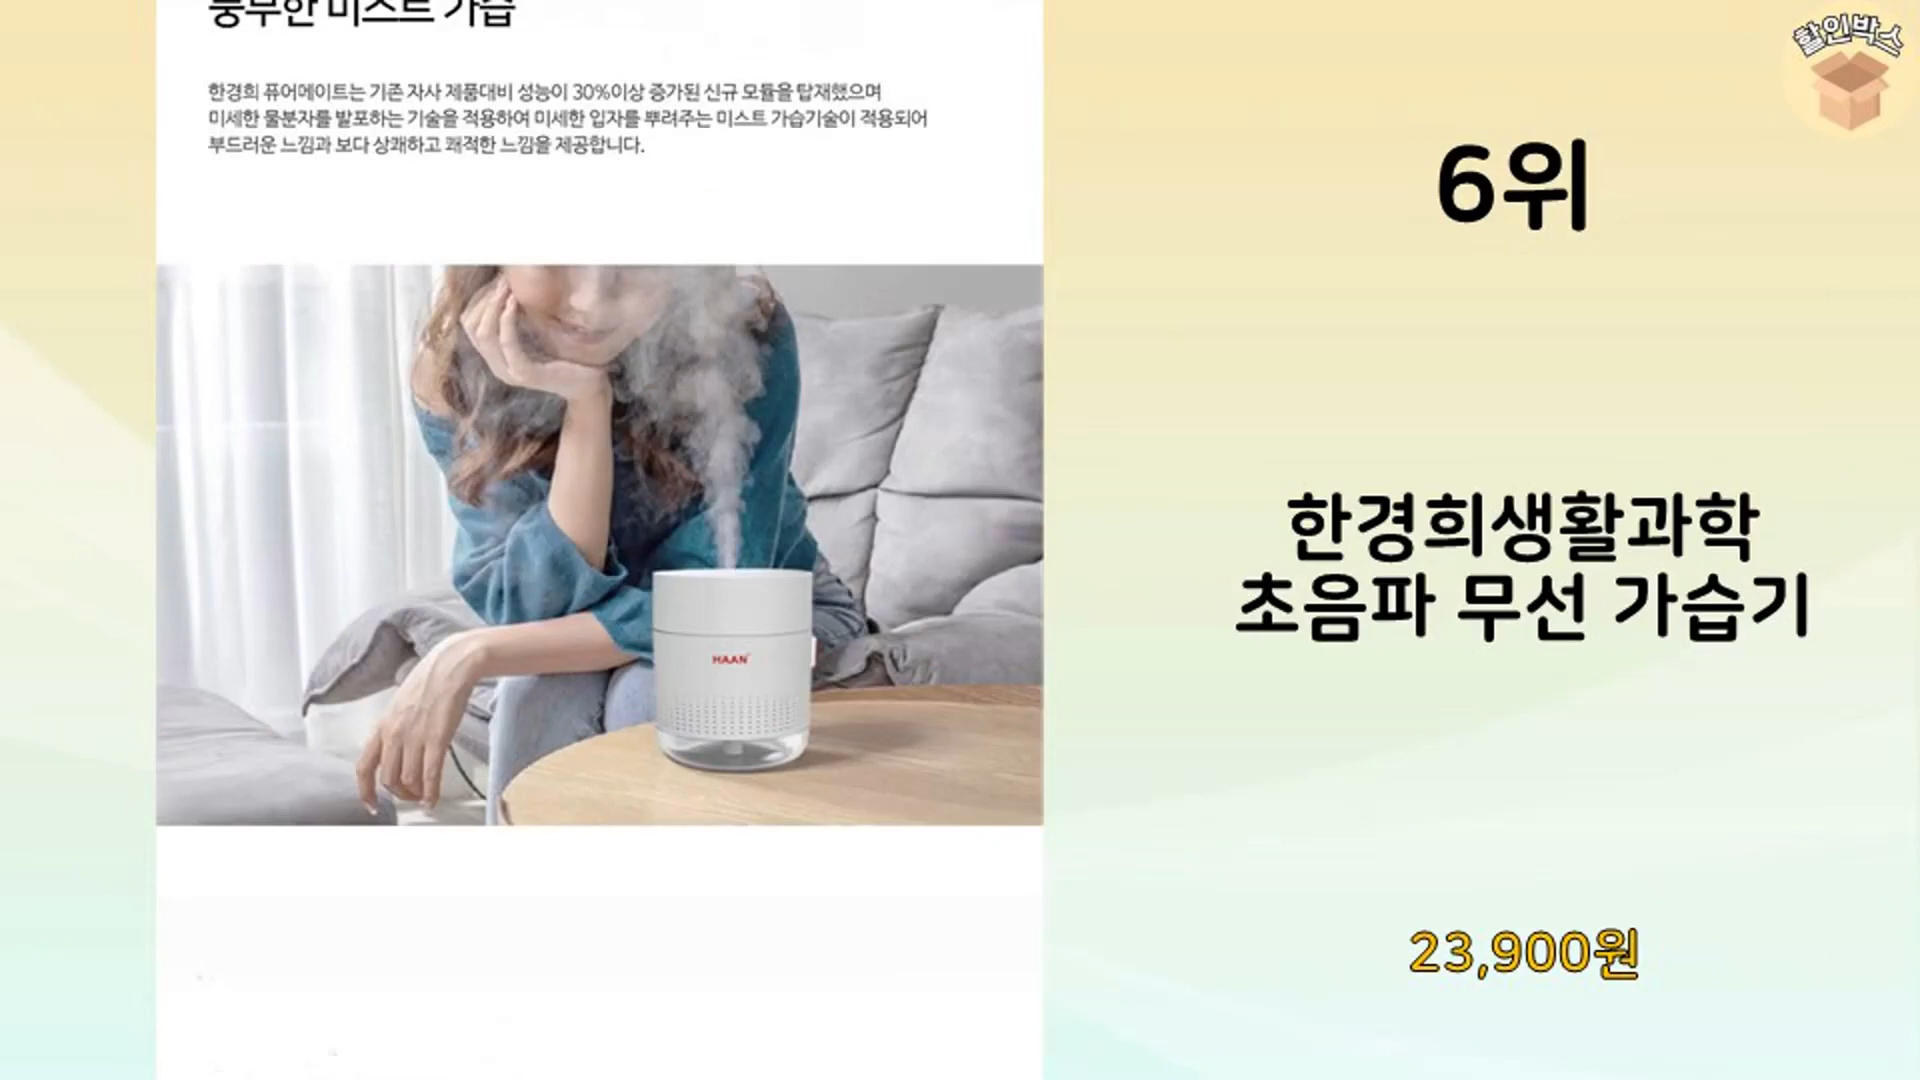 풍부한 미스트 가습
한경희 퓨어메이트는 기존 자사 제품대비 성능이 30%이상 증가된 신규 모듈을 탑재했으며
미세한 물분자를 발포하는 기술을 적용하여 미세한 입자를 뿌려주는 미스트 가습기술이 적용되어
부드러운 느낌과 보다 상쾌하고 쾌적한 느낌을 제공합니다.
HAAN
할인박스
6위
한경희생활과학
초음파 무선 가습기
23,900원